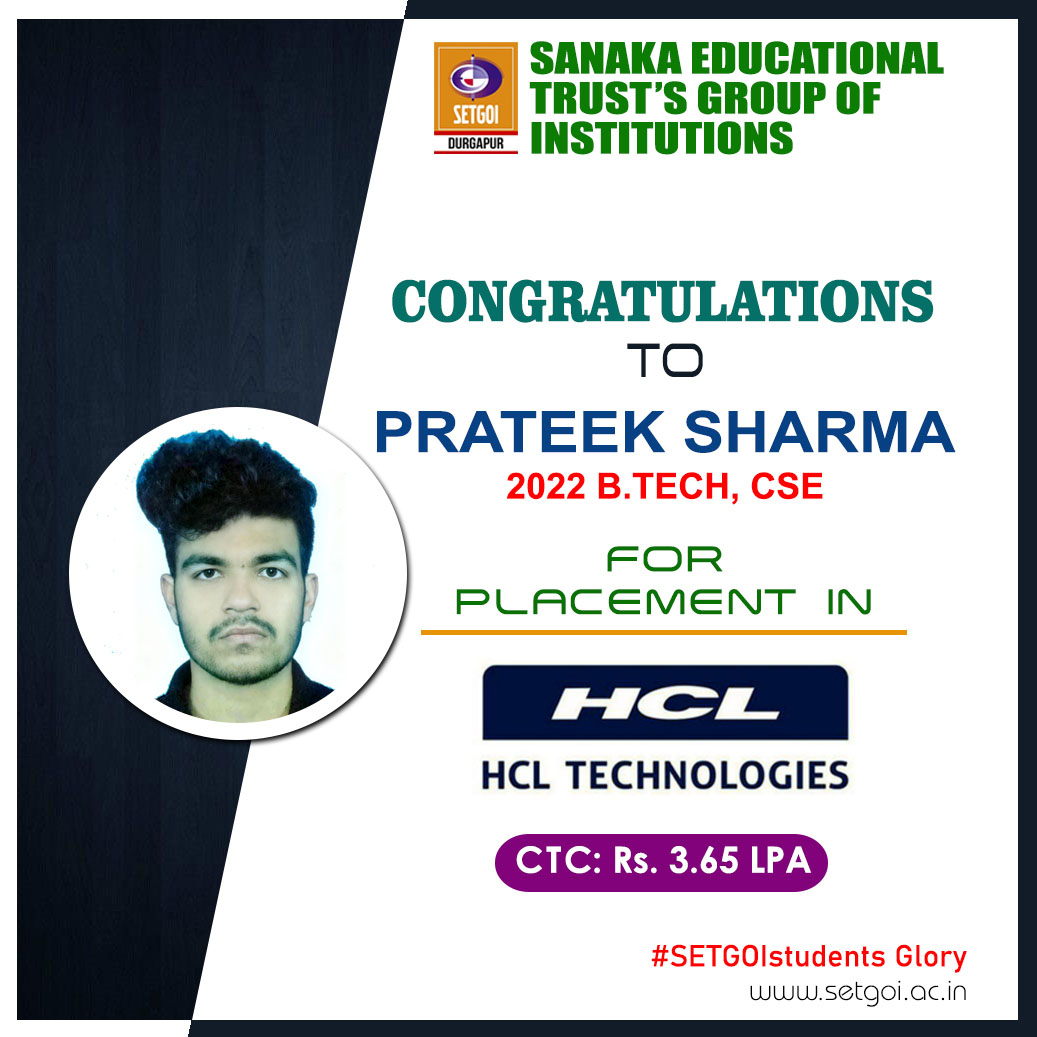 SETGOI
DURGAPUR
SANAKA EDUCATIONAL
TRUST'S GROUP OF
INSTITUTIONS
CONGRATULATIONS
TO
PRATEEK SHARMA
2022 B.TECH, CSE
FOR
PLACEMENT IN
HCL
HCL TECHNOLOGIES
CTC: Rs. 3.65 LPA
#SETGOIstudents Glory
www.setgoi.ac.in